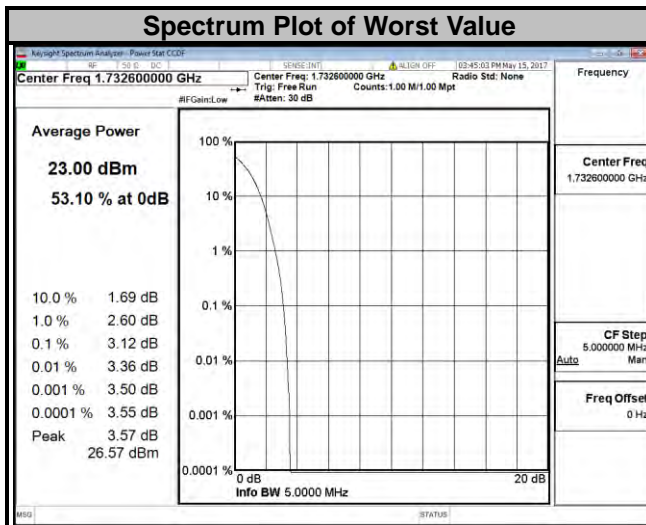 Spectrum Plot of Worst Value
Keysight Spectrum Analyzer - Power Stat CCDF
RF 50 Ω DC SENSE:INT ALIGN OFF 03:45:03 PM May 15, 2017
Center Freq 1.732600000 GHz
Center Freq: 1.732600000 GHz Radio Std: None
Trig: Free Run Counts:1.00 M/1.00 Mpt
#IFGain:Low #Atten: 30 dB
Frequency
Average Power
23.00 dBm
53.10 % at 0dB
10.0 % 1.69 dB
1.0 % 2.60 dB
0.1 % 3.12 dB
0.01 % 3.36 dB
0.001 % 3.50 dB
0.0001 % 3.55 dB
Peak 3.57 dB
26.57 dBm
100 %
10 %
1 %
0.1 %
0.01 %
0.001 %
0.0001 %
0 dB 20 dB
Info BW 5.0000 MHz
Center Freq
1.732600000 GHz
CF Step
5.000000 MHz
Auto Man
Freq Offset
0 Hz
MSG STATUS